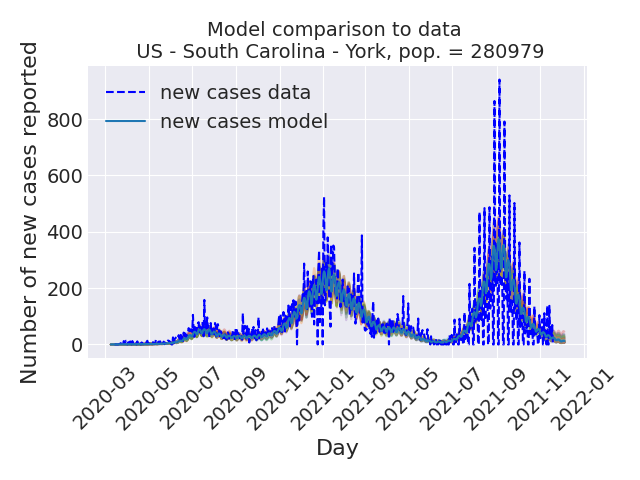 Model comparison to data
US - South Carolina - York, pop. = 280979
new cases data
new cases model
Number of new cases reported
800
600
400
200
0
2020-03
2020-05
2020-07
2020-09
2020-11
2021-01
2021-03
2021-05
2021-07
2021-09
2021-11
2022-01
Day